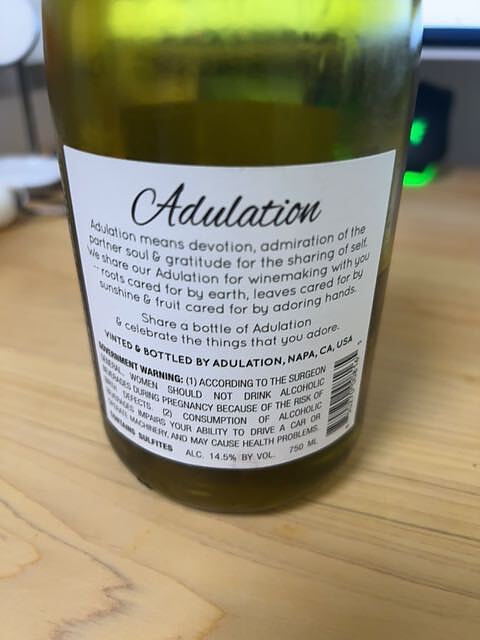 Adulation
Adulation means devotion, admiration of the
partner soul & gratitude for the sharing of self.
We share our Adulation for winemaking with you
roots cared for by earth, leaves cared for by
sunshine & fruit cared for by adoring hands.
Share a bottle of Adulation
& celebrate the things that you adore.
VINTED & BOTTLED BY ADULATION, NAPA, CA, USA
GOVERNMENT WARNING: (1) ACCORDING TO THE SURGEON
GENERAL, WOMEN SHOULD NOT DRINK ALCOHOLIC
BEVERAGES DURING PREGNANCY BECAUSE OF THE RISK OF
BIRTH DEFECTS. (2) CONSUMPTION OF ALCOHOLIC
BEVERAGES IMPAIRS YOUR ABILITY TO DRIVE A CAR OR
OPERATE MACHINERY, AND MAY CAUSE HEALTH PROBLEMS.
CONTAINS SULFITES ALC. 14.5% BY VOL. 750 ML